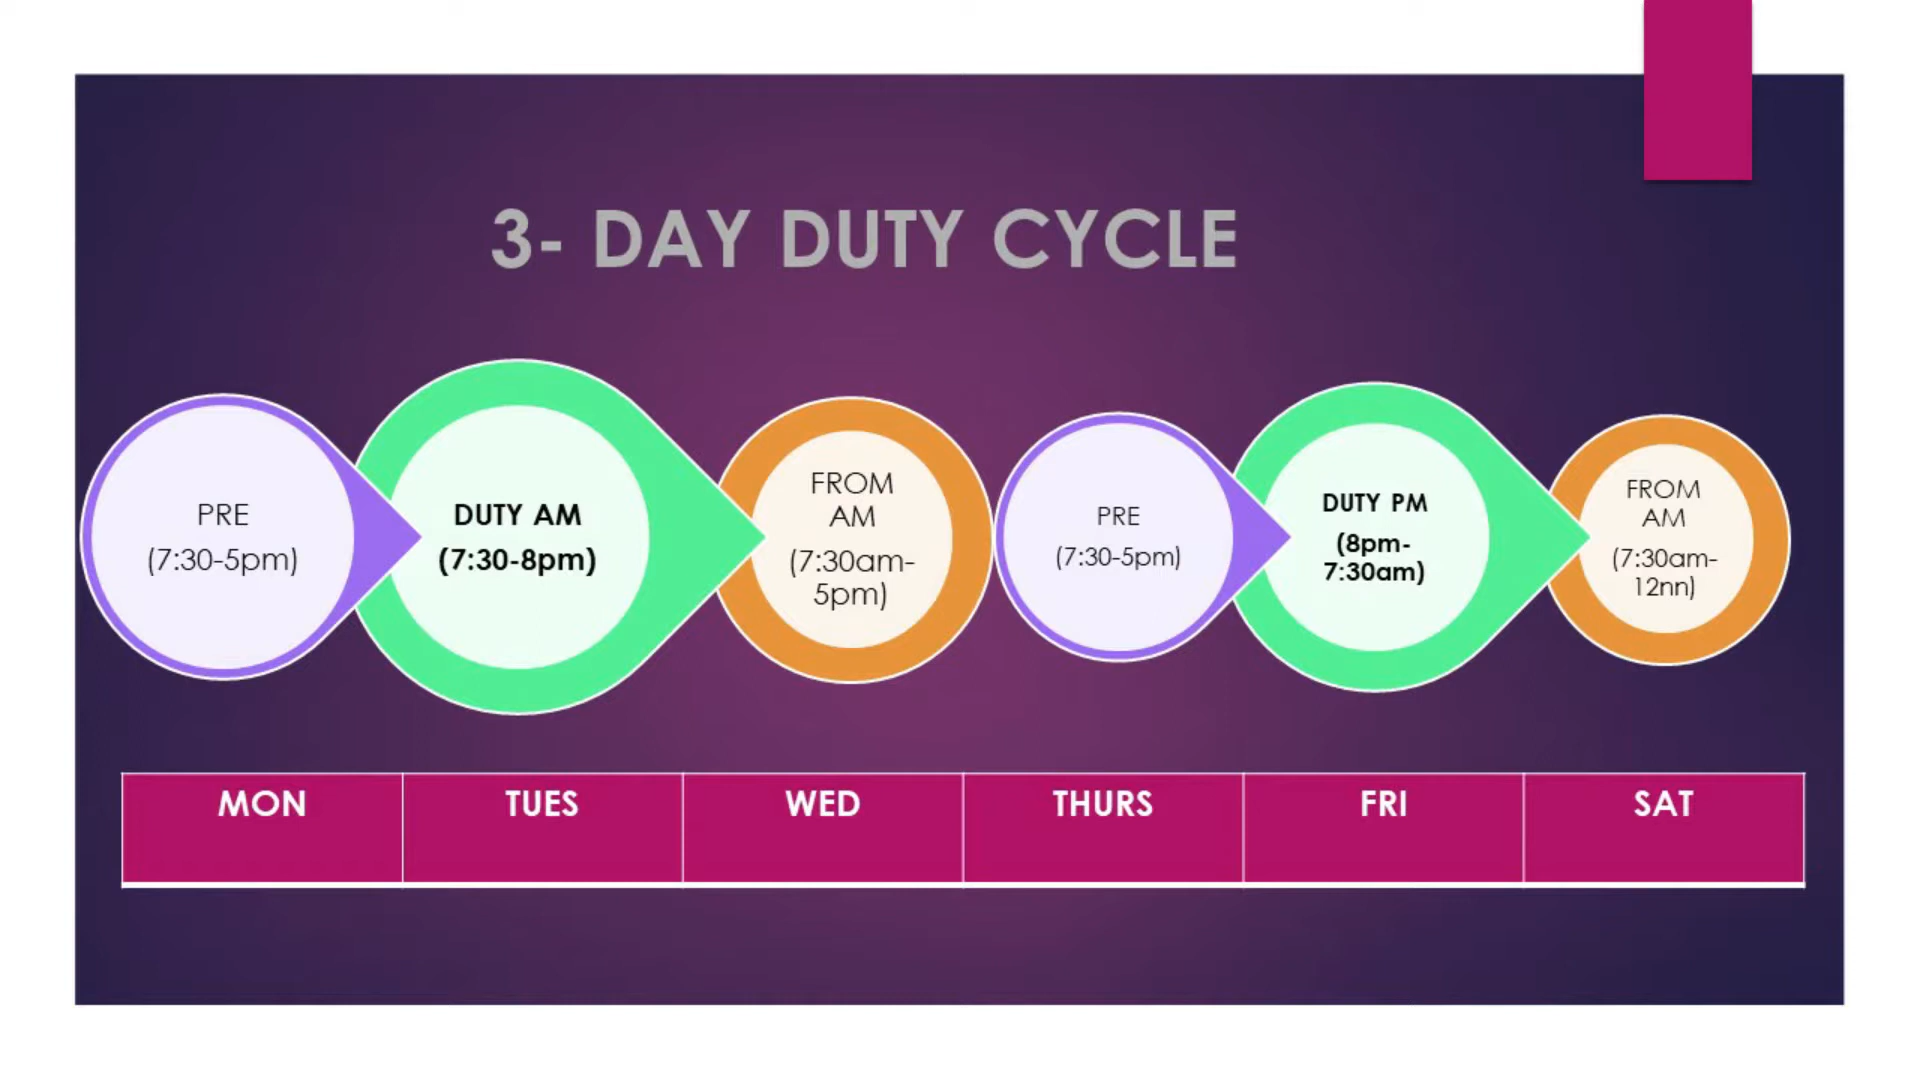 3- DAY DUTY CYCLE
PRE
(7:30-5pm)
DUTY AM
(7:30-8pm)
FROM
AM
(7:30am-
5pm)
PRE
(7:30-5pm)
DUTY PM
(8pm-
7:30am)
FROM
AM
(7:30am-
12nn)
MON
TUES
WED
THURS
FRI
SAT